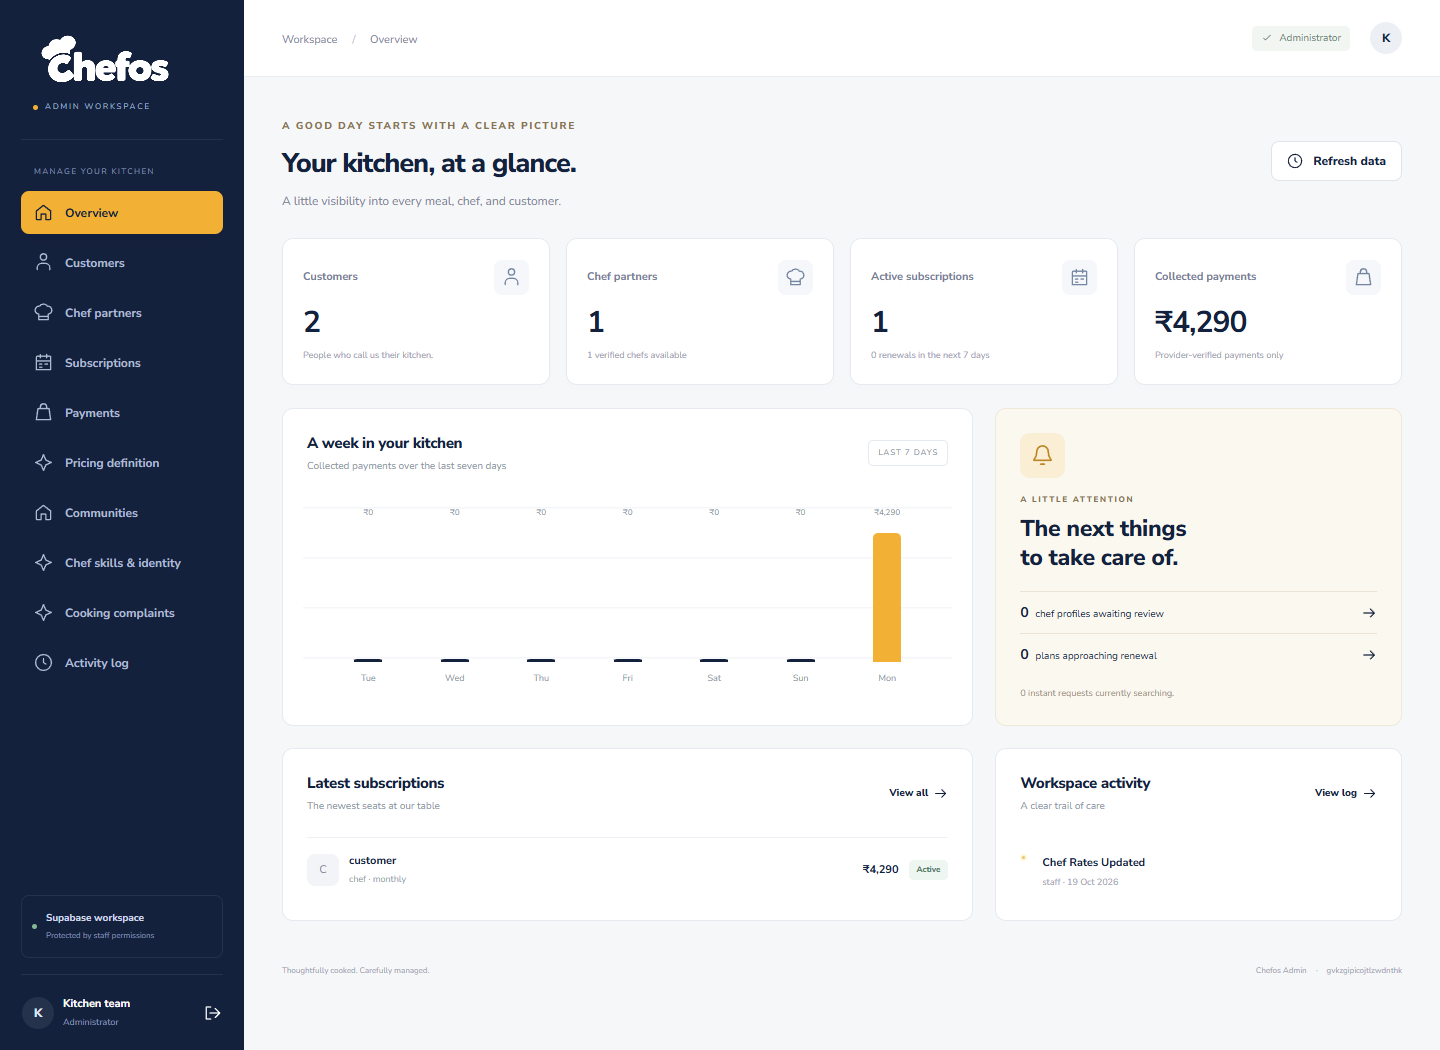 Chefos
ADMIN WORKSPACE
MANAGE YOUR KITCHEN
Overview
Customers
Chef partners
Subscriptions
Payments
Pricing definition
Communities
Chef skills & identity
Cooking complaints
Activity log
Supabase workspace
Protected by staff permissions
K
Kitchen team
Administrator
Workspace / Overview
Administrator
K
A GOOD DAY STARTS WITH A CLEAR PICTURE
Your kitchen, at a glance.
A little visibility into every meal, chef, and customer.
Refresh data
Customers
2
People who call us their kitchen.
Chef partners
1
1 verified chefs available
Active subscriptions
1
0 renewals in the next 7 days
Collected payments
₹4,290
Provider-verified payments only
A week in your kitchen
Collected payments over the last seven days
LAST 7 DAYS
₹0 ₹0 ₹0 ₹0 ₹0 ₹0 ₹4,290
Tue Wed Thu Fri Sat Sun Mon
A LITTLE ATTENTION
The next things
to take care of.
0 chef profiles awaiting review
0 plans approaching renewal
0 instant requests currently searching.
Latest subscriptions
The newest seats at our table
View all
C
customer
chef · monthly
₹4,290
Active
Workspace activity
A clear trail of care
View log
Chef Rates Updated
staff · 19 Oct 2026
Thoughtfully cooked. Carefully managed.
Chefos Admin · gvkzgipicojtlzwdnthk